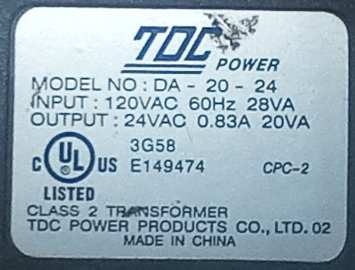 TDC POWER
MODEL NO : DA - 20 - 24
INPUT : 120VAC 60Hz 28VA
OUTPUT : 24VAC 0.83A 20VA
C UL US
LISTED
3G58
E149474 CPC-2
CLASS 2 TRANSFORMER
TDC POWER PRODUCTS CO., LTD. 02
MADE IN CHINA